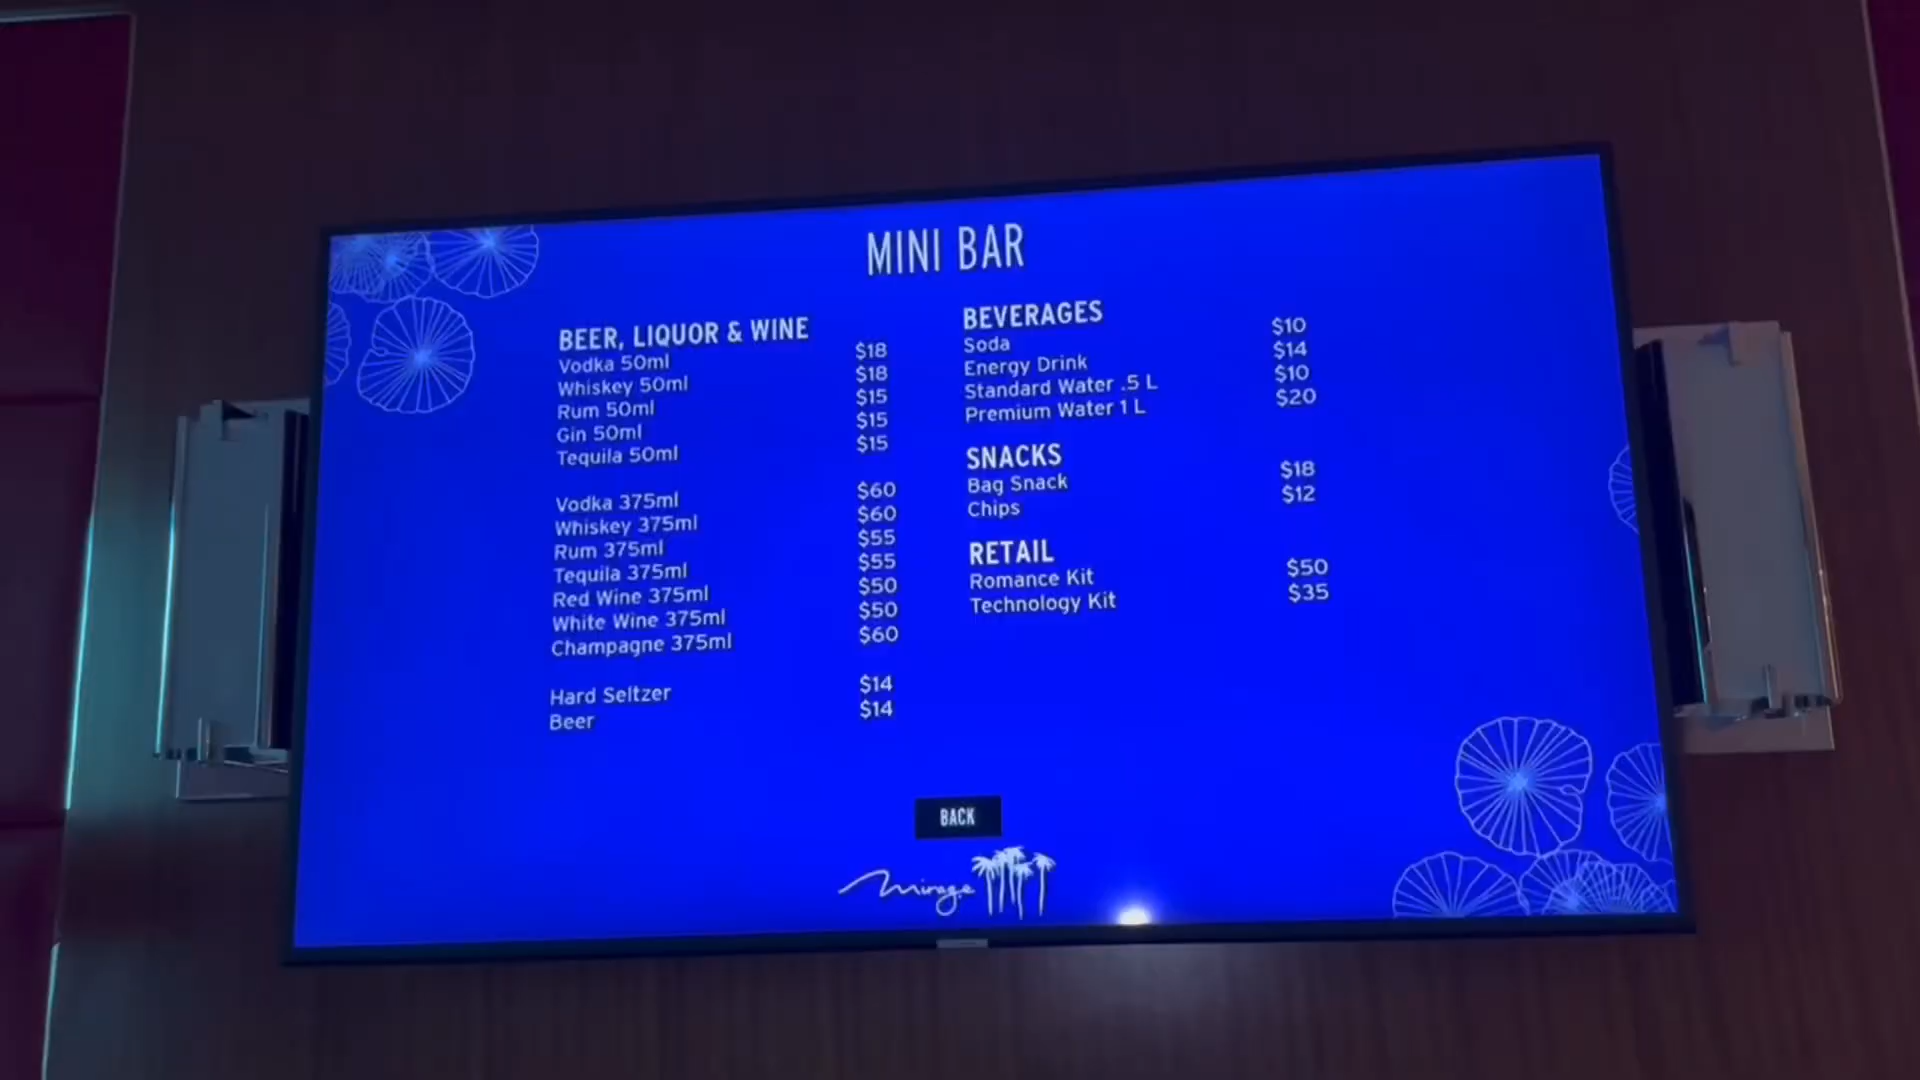 MINI BAR
BEER, LIQUOR & WINE
Vodka 50ml $18
Whiskey 50ml $18
Rum 50ml $15
Gin 50ml $15
Tequila 50ml $15
Vodka 375ml $60
Whiskey 375ml $60
Rum 375ml $55
Tequila 375ml $55
Red Wine 375ml $50
White Wine 375ml $50
Champagne 375ml $60
Hard Seltzer $14
Beer $14
BEVERAGES
Soda $10
Energy Drink $14
Standard Water .5 L $10
Premium Water 1 L $20
SNACKS
Bag Snack $18
Chips $12
RETAIL
Romance Kit $50
Technology Kit $35
BACK
Mirage